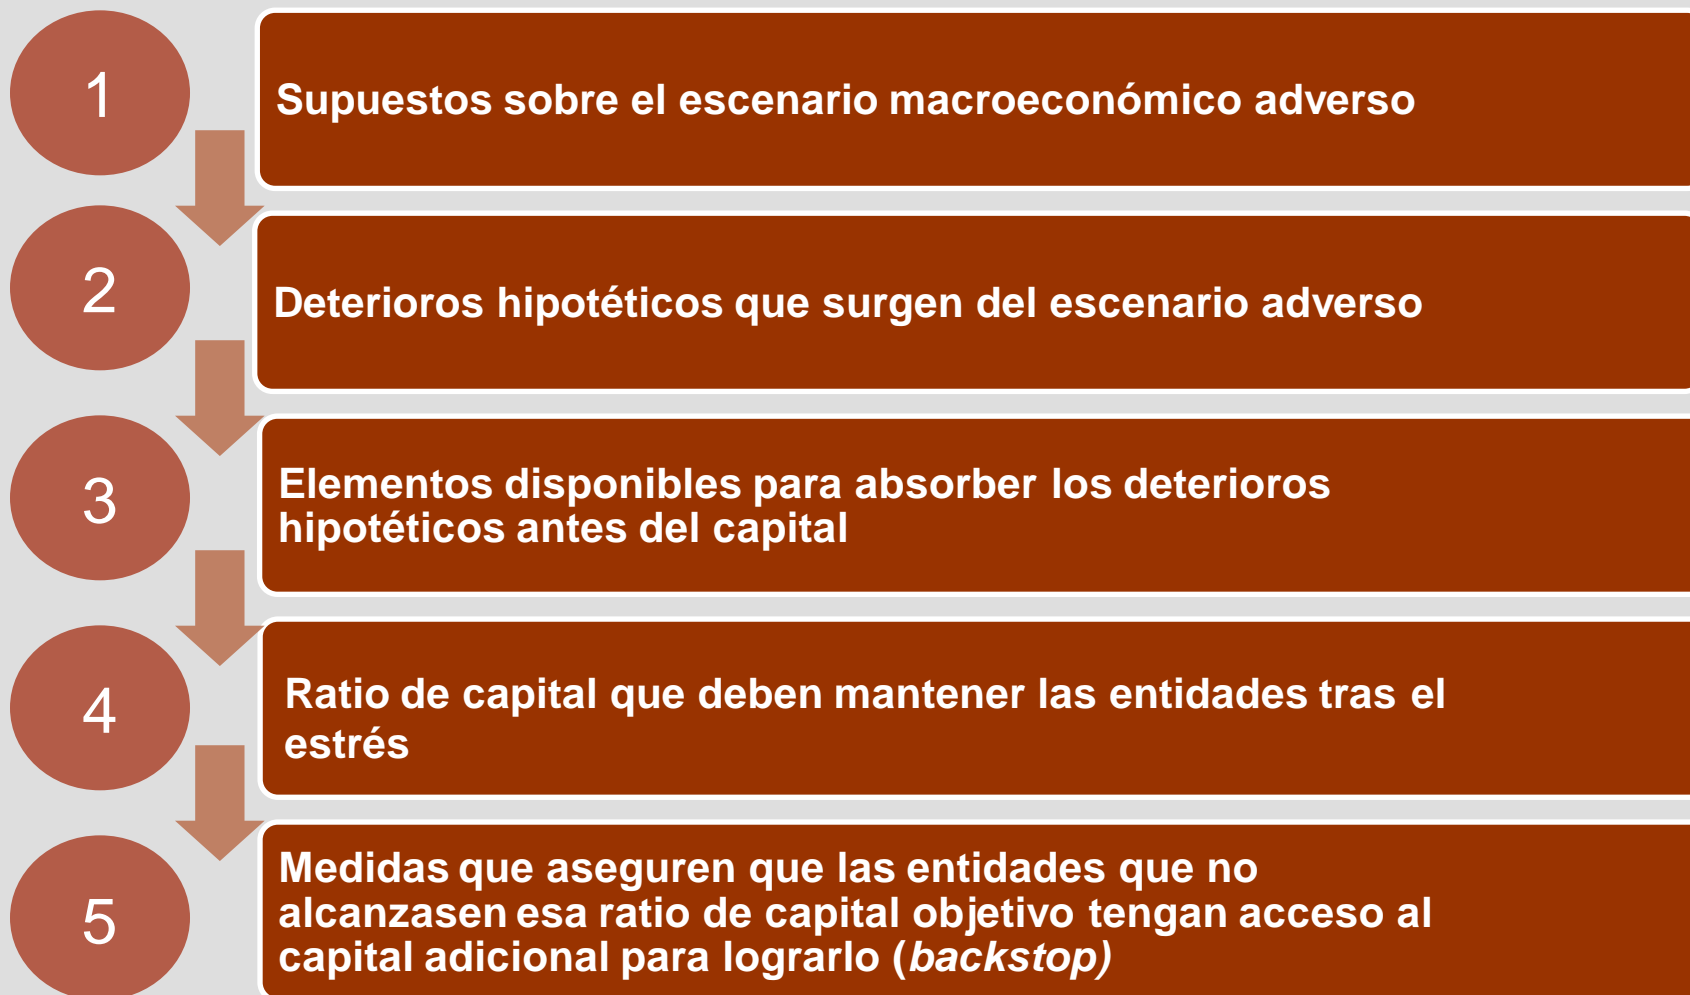 1
Supuestos sobre el escenario macroeconómico adverso
2
Deterioros hipotéticos que surgen del escenario adverso
3
Elementos disponibles para absorber los deterioros
hipotéticos antes del capital
4
Ratio de capital que deben mantener las entidades tras el
estrés
5
Medidas que aseguren que las entidades que no
alcanzasen esa ratio de capital objetivo tengan acceso al
capital adicional para lograrlo (backstop)